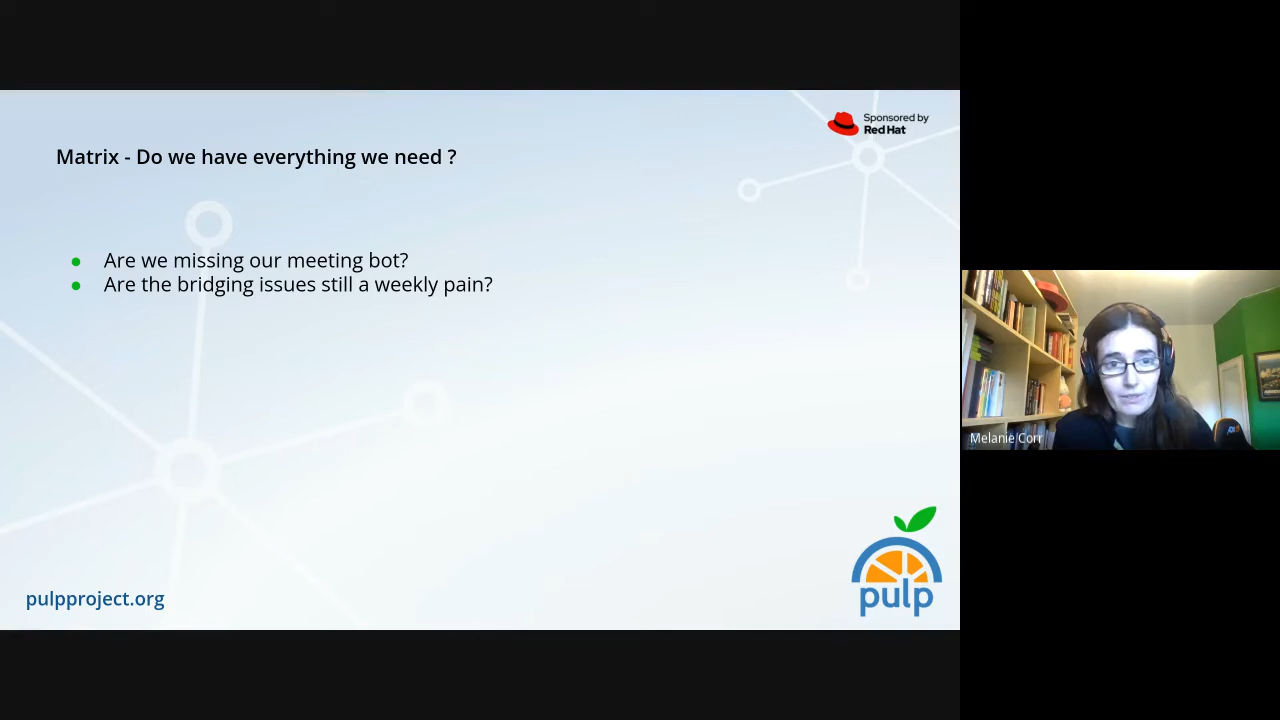 Sponsored by
Red Hat
Matrix - Do we have everything we need ?
● Are we missing our meeting bot?
● Are the bridging issues still a weekly pain?
Melanie Corr
pulpproject.org
pulp